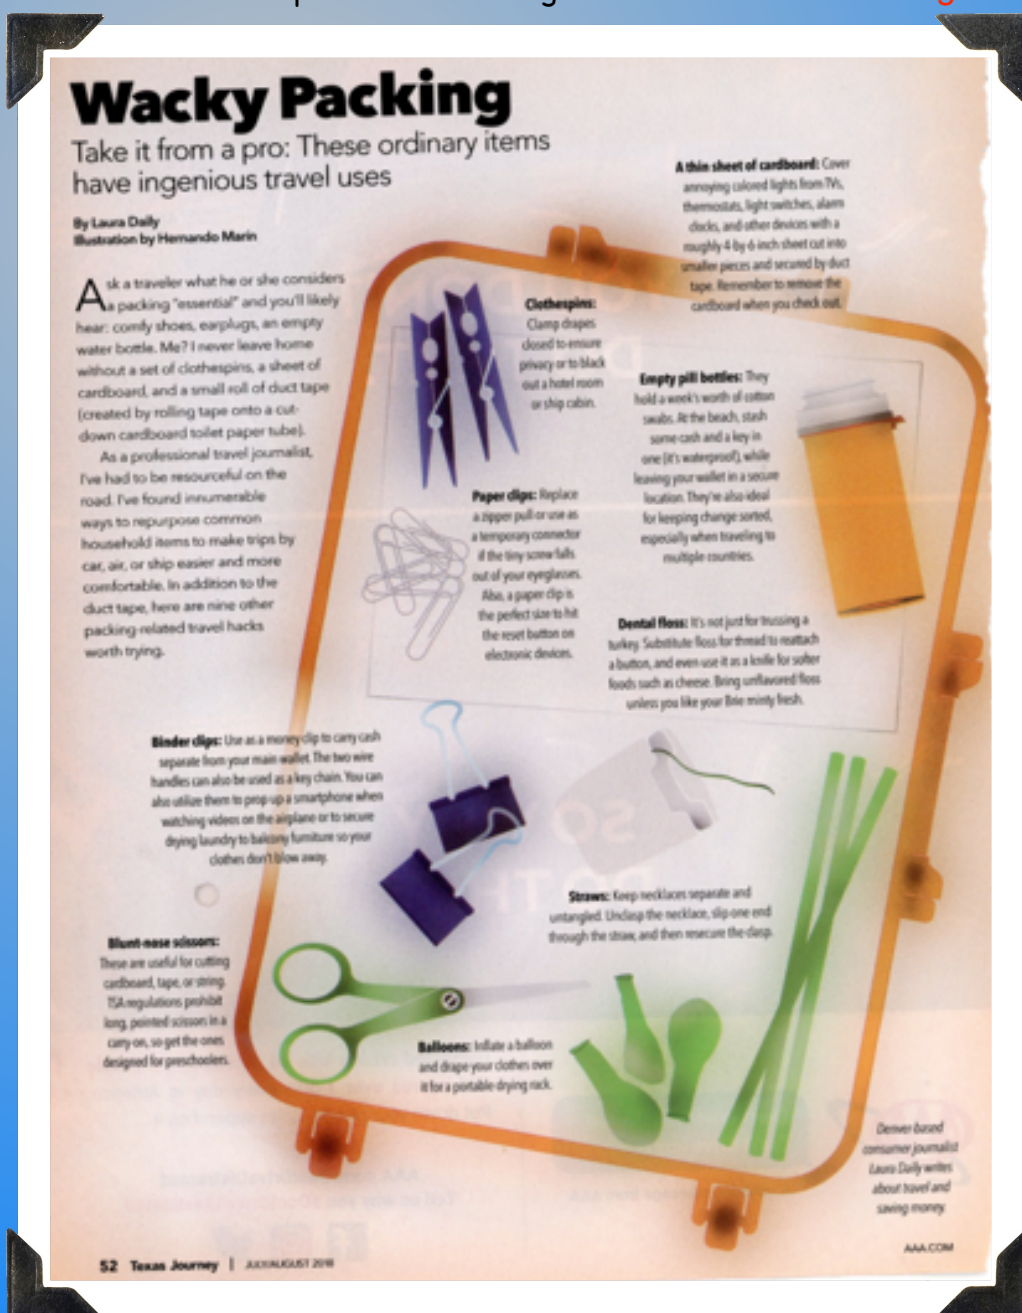 Wacky Packing
Take it from a pro: These ordinary items
have ingenious travel uses
By Laura Daily
Illustration by Hernando Marin
Ask a traveler what he or she considers
a packing "essential" and you'll likely
hear: comfy shoes, earplugs, an empty
water bottle. Me? I never leave home
without a set of clothespins, a sheet of
cardboard, and a small roll of duct tape
(created by rolling tape onto a cut-
down cardboard toilet paper tube).
As a professional travel journalist,
I've had to be resourceful on the
road. I've found innumerable
ways to repurpose common
household items to make trips by
car, air, or ship easier and more
comfortable. In addition to the
duct tape, here are nine other
packing-related travel hacks
worth trying.
A thin sheet of cardboard: Cover
annoying colored lights from TVs,
thermostats, light switches, alarm
clocks, and other devices with a
roughly 4-by-6-inch sheet cut into
smaller pieces and secured by duct
tape. Remember to remove the
cardboard when you check out.
Clothespins:
Clamp drapes
closed to ensure
privacy or to black
out a hotel room
or ship cabin.
Empty pill bottles: They
hold a week's worth of cotton
swabs. At the beach, stash
some cash and a key in
one (it's waterproof), while
leaving your wallet in a secure
location. They're also ideal
for keeping change sorted,
especially when traveling to
multiple countries.
Paper clips: Replace
a zipper pull or use as
a temporary connector
if the tiny screw falls
out of your eyeglasses.
Also, a paper clip is
the perfect size to hit
the reset button on
electronic devices.
Dental floss: It's not just for trussing a
turkey. Substitute floss for thread to reattach
a button, and even use it as a knife for softer
foods such as cheese. Bring unflavored floss
unless you like your Brie minty fresh.
Binder clips: Use as a money clip to carry cash
separate from your main wallet. The two wire
handles can also be used as a key chain. You can
also utilize them to prop up a smartphone when
watching videos on the airplane or to secure
drying laundry to balcony furniture so your
clothes don't blow away.
Straws: Keep necklaces separate and
untangled. Unclasp the necklace, slip one end
through the straw, and then resecure the clasp.
Blunt-nose scissors:
These are useful for cutting
cardboard, tape, or string.
TSA regulations prohibit
long, pointed scissors in a
carry-on, so get the ones
designed for preschoolers.
Balloons: Inflate a balloon
and drape your clothes over
it for a portable drying rack.
Denver-based
consumer journalist
Laura Daily writes
about travel and
saving money.
52 Texas Journey | JULY/AUGUST 2018
AAA.COM